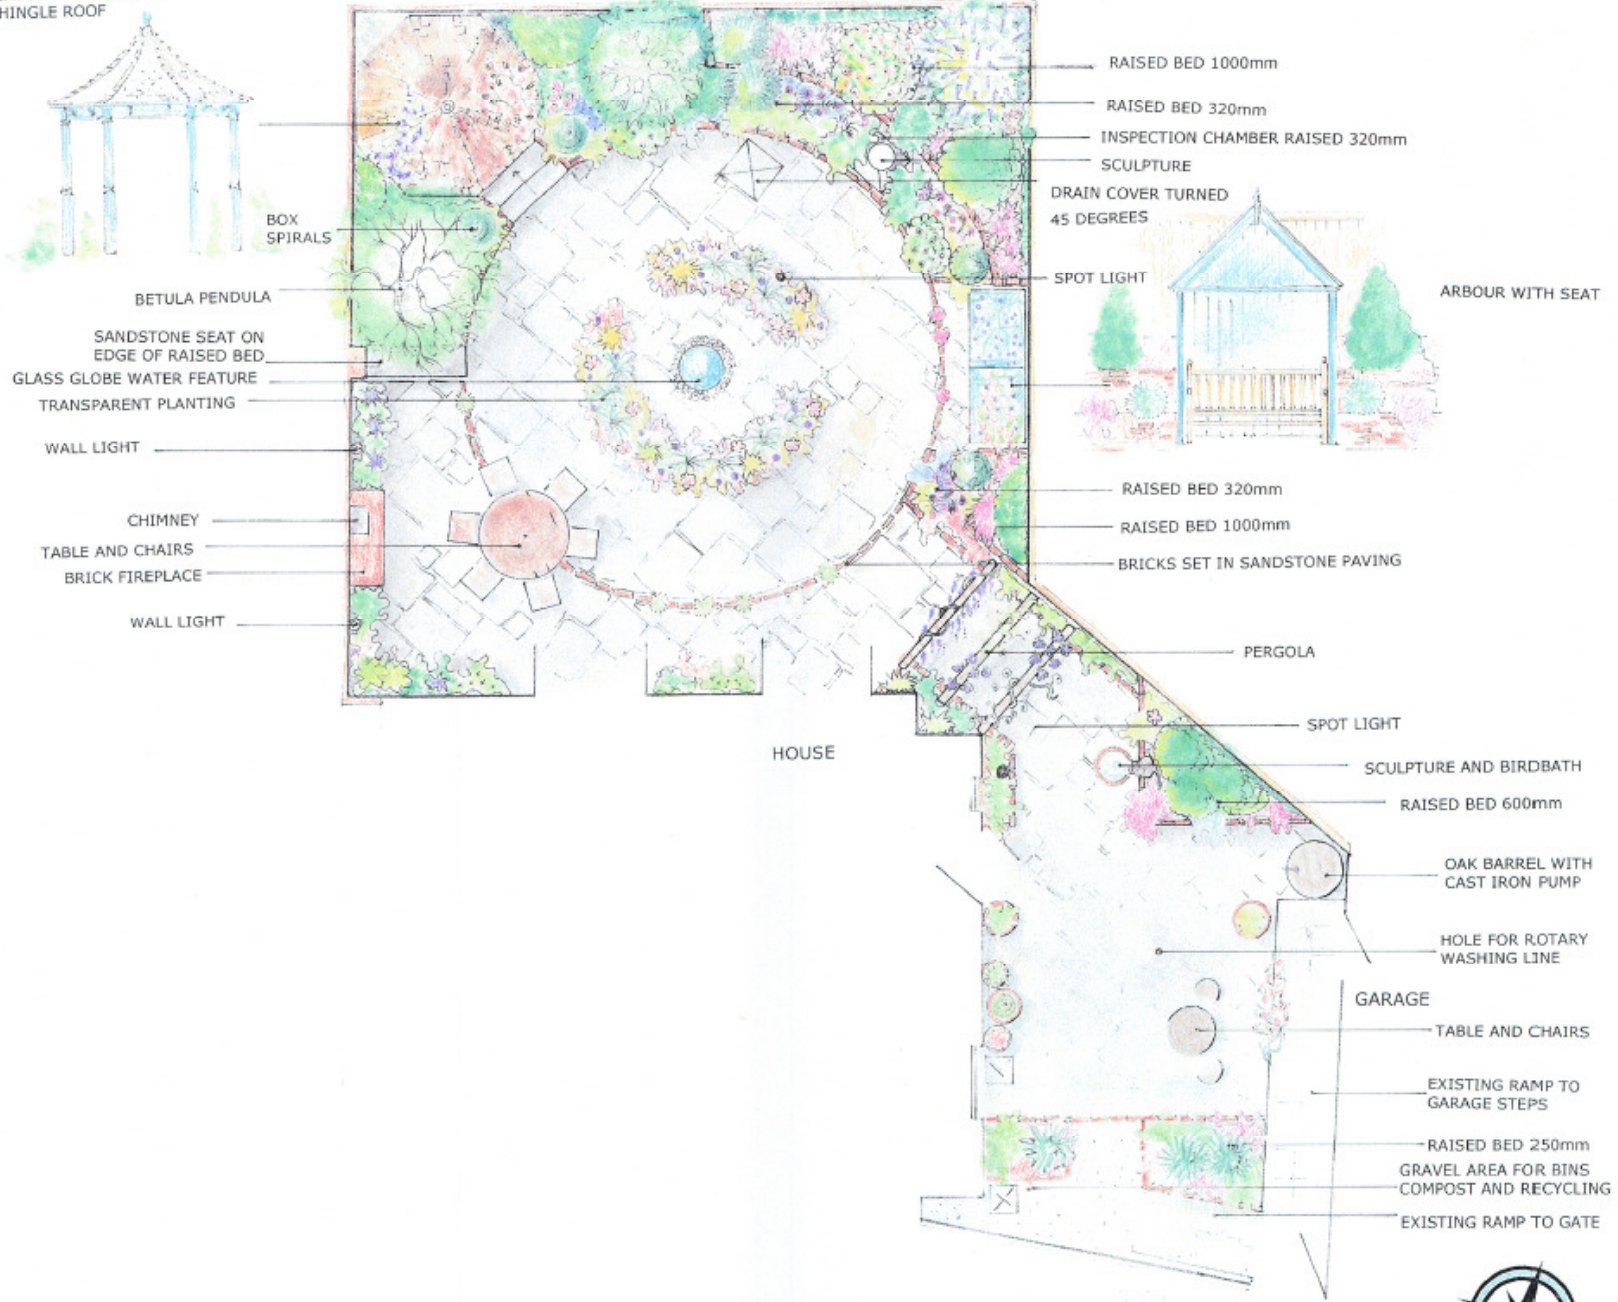 HINGLE ROOF
RAISED BED 1000mm
RAISED BED 320mm
INSPECTION CHAMBER RAISED 320mm
SCULPTURE
DRAIN COVER TURNED
45 DEGREES
BOX
SPIRALS
SPOT LIGHT
ARBOUR WITH SEAT
BETULA PENDULA
SANDSTONE SEAT ON
EDGE OF RAISED BED
GLASS GLOBE WATER FEATURE
TRANSPARENT PLANTING
WALL LIGHT
RAISED BED 320mm
CHIMNEY
RAISED BED 1000mm
TABLE AND CHAIRS
BRICKS SET IN SANDSTONE PAVING
BRICK FIREPLACE
WALL LIGHT
PERGOLA
SPOT LIGHT
HOUSE
SCULPTURE AND BIRDBATH
RAISED BED 600mm
OAK BARREL WITH
CAST IRON PUMP
HOLE FOR ROTARY
WASHING LINE
GARAGE
TABLE AND CHAIRS
EXISTING RAMP TO
GARAGE STEPS
RAISED BED 250mm
GRAVEL AREA FOR BINS
COMPOST AND RECYCLING
EXISTING RAMP TO GATE